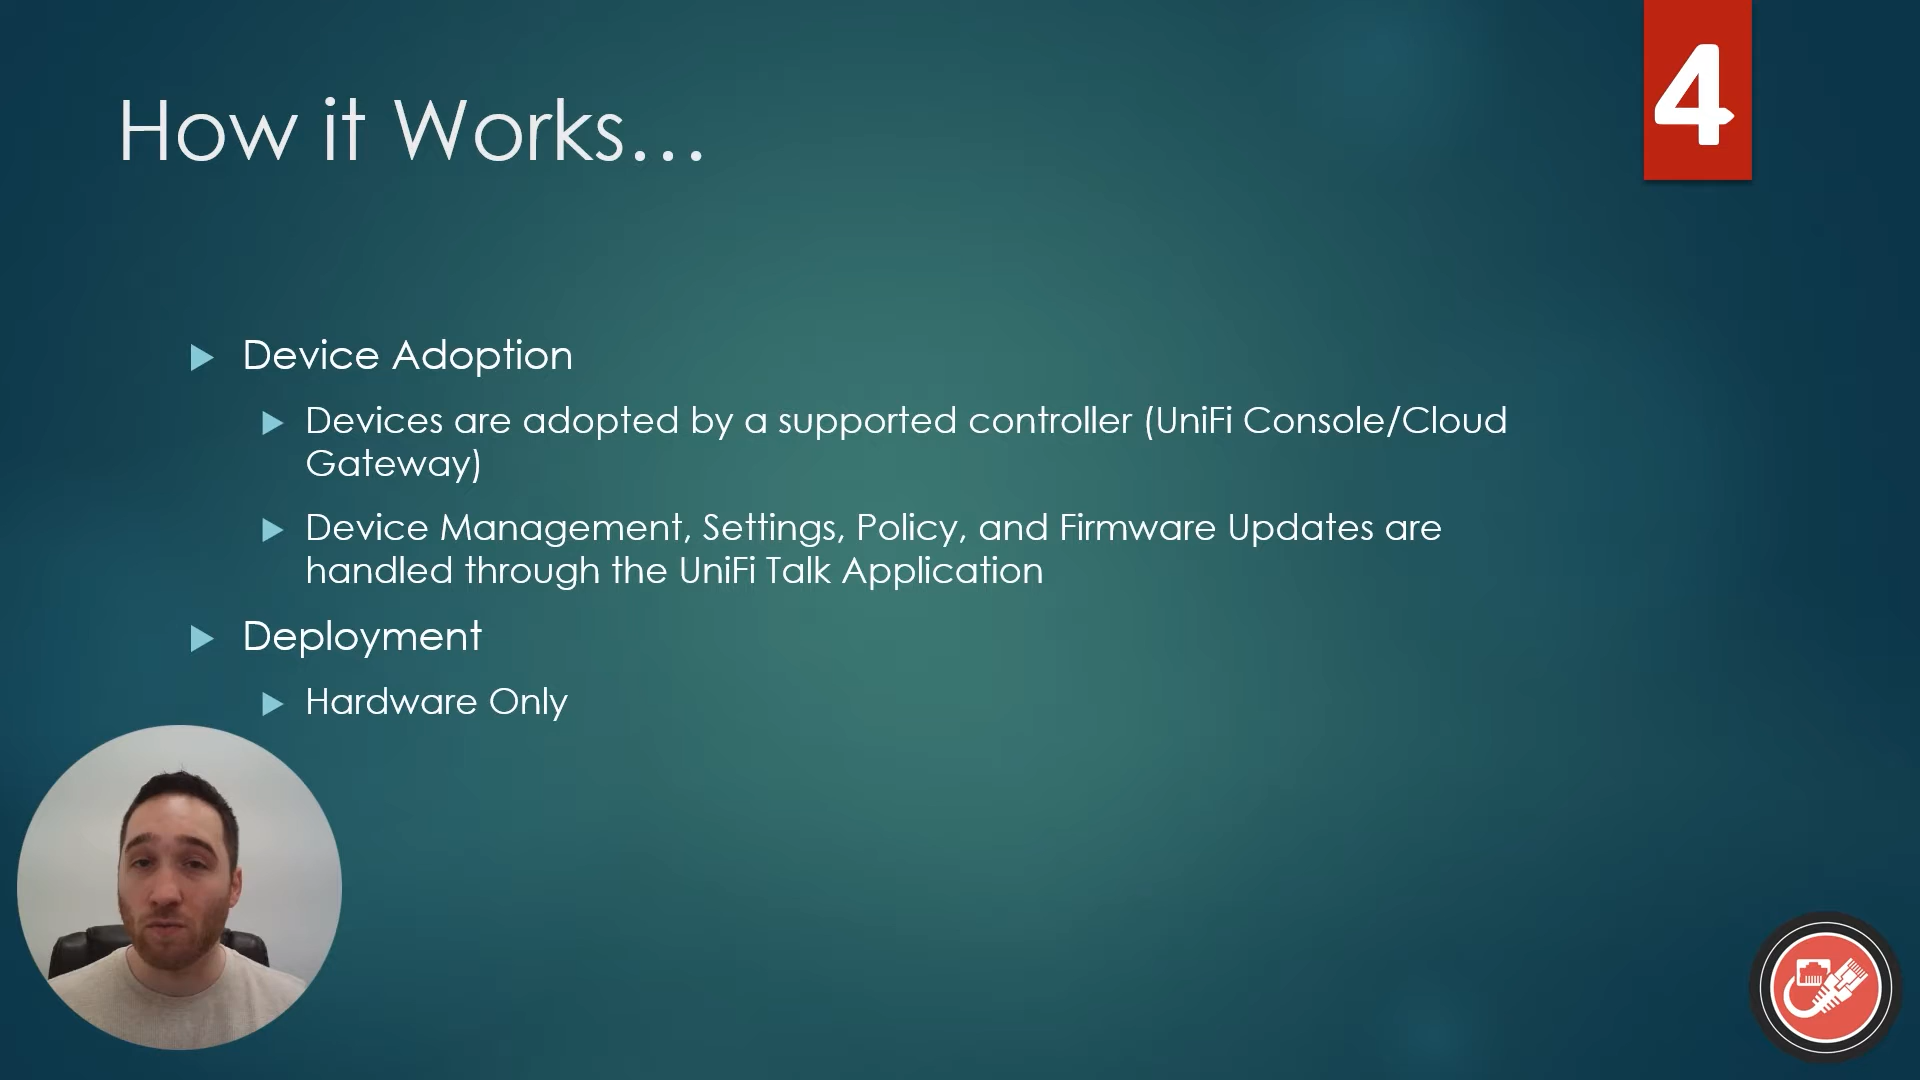 How it Works...
4
Device Adoption
Devices are adopted by a supported controller (UniFi Console/Cloud
Gateway)
Device Management, Settings, Policy, and Firmware Updates are
handled through the UniFi Talk Application
Deployment
Hardware Only